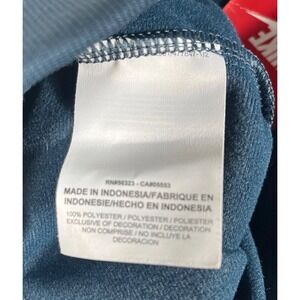 RN#56323 - CA#05553
MADE IN INDONESIA/FABRIQUE EN
INDONESIE/HECHO EN INDONESIA
100% POLYESTER / POLYESTER / POLIESTER
EXCLUSIVE OF DECORATION / DECORATION
NON COMPRISE / NO INCLUYE LA
DECORACION